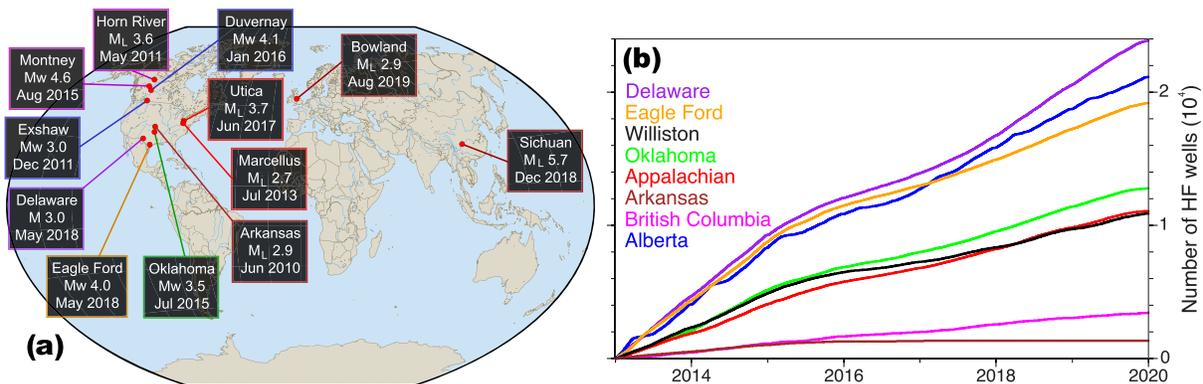 Horn River
ML 3.6
May 2011
Duvernay
Mw 4.1
Jan 2016
Bowland
ML 2.9
Aug 2019
Montney
Mw 4.6
Aug 2015
Utica
ML 3.7
Jun 2017
Exshaw
Mw 3.0
Dec 2011
Sichuan
ML 5.7
Dec 2018
Marcellus
ML 2.7
Jul 2013
Delaware
M 3.0
May 2018
Arkansas
ML 2.9
Jun 2010
Eagle Ford
Mw 4.0
May 2018
Oklahoma
Mw 3.5
Jul 2015
(a)
(b)
Delaware
Eagle Ford
Williston
Oklahoma
Appalachian
Arkansas
British Columbia
Alberta
2
1
0
Number of HF wells (10⁴)
2014
2016
2018
2020